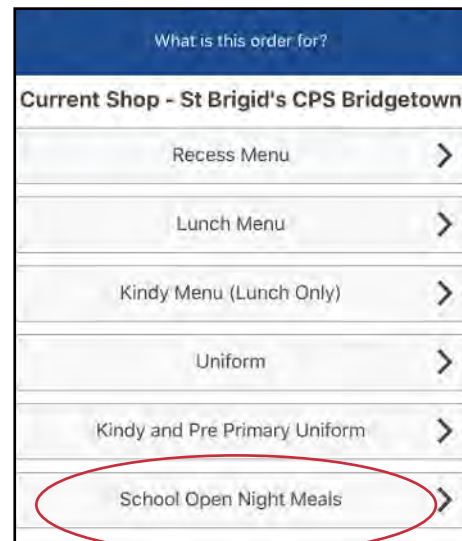 What is this order for?
Current Shop - St Brigid's CPS Bridgetown
Recess Menu
Lunch Menu
Kindy Menu (Lunch Only)
Uniform
Kindy and Pre Primary Uniform
School Open Night Meals